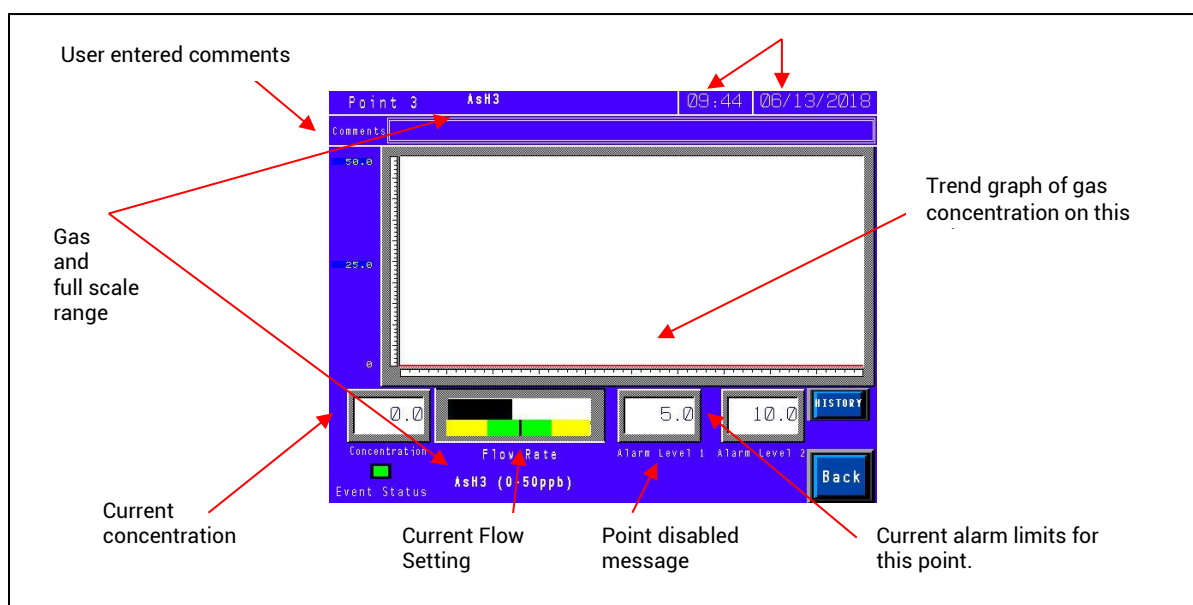 User entered comments
Point 3 AsH3 09:44 06/13/2018
Comments
50.0
25.0
0
Trend graph of gas
concentration on this
Gas
and
full scale
range
0.0 5.0 10.0 HISTORY
Concentration Flow Rate Alarm Level 1 Alarm Level 2
AsH3 (0-50ppb)
Event Status
Back
Current
concentration
Current Flow
Setting
Point disabled
message
Current alarm limits for
this point.